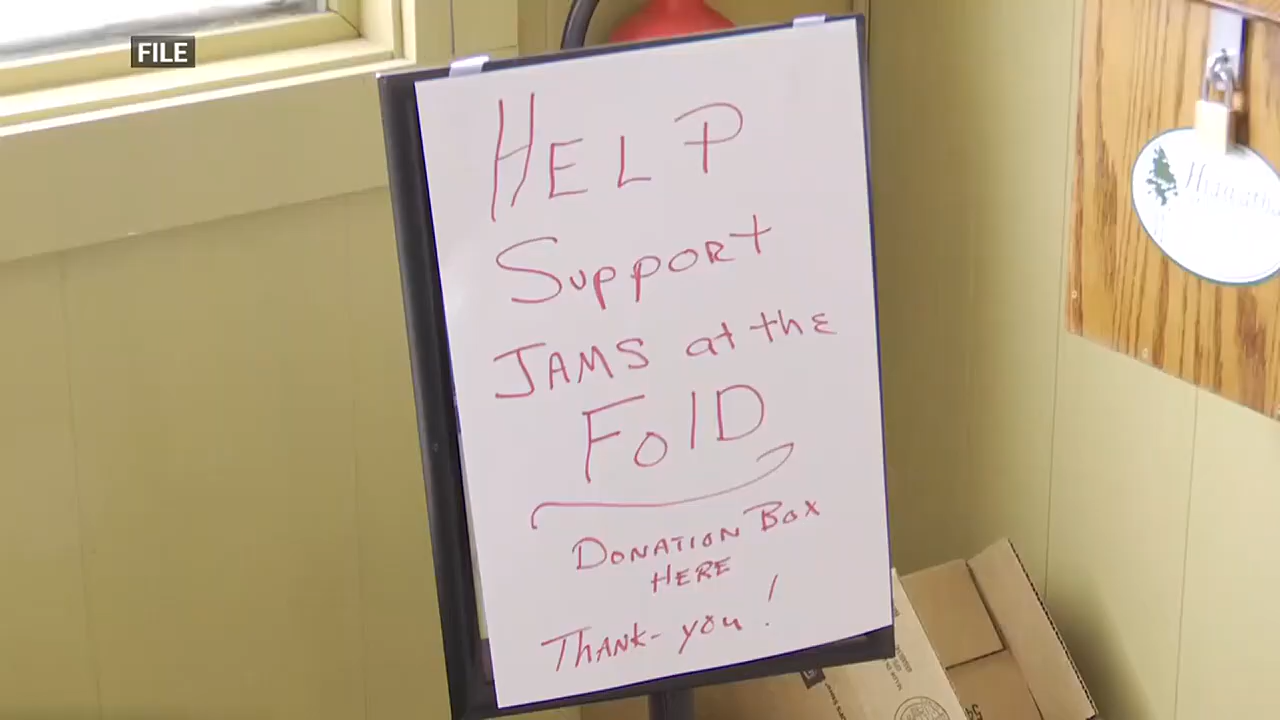 FILE
HELP
Support
JAMS at the
FolD
DONATION Box
HERE
THANK-you!